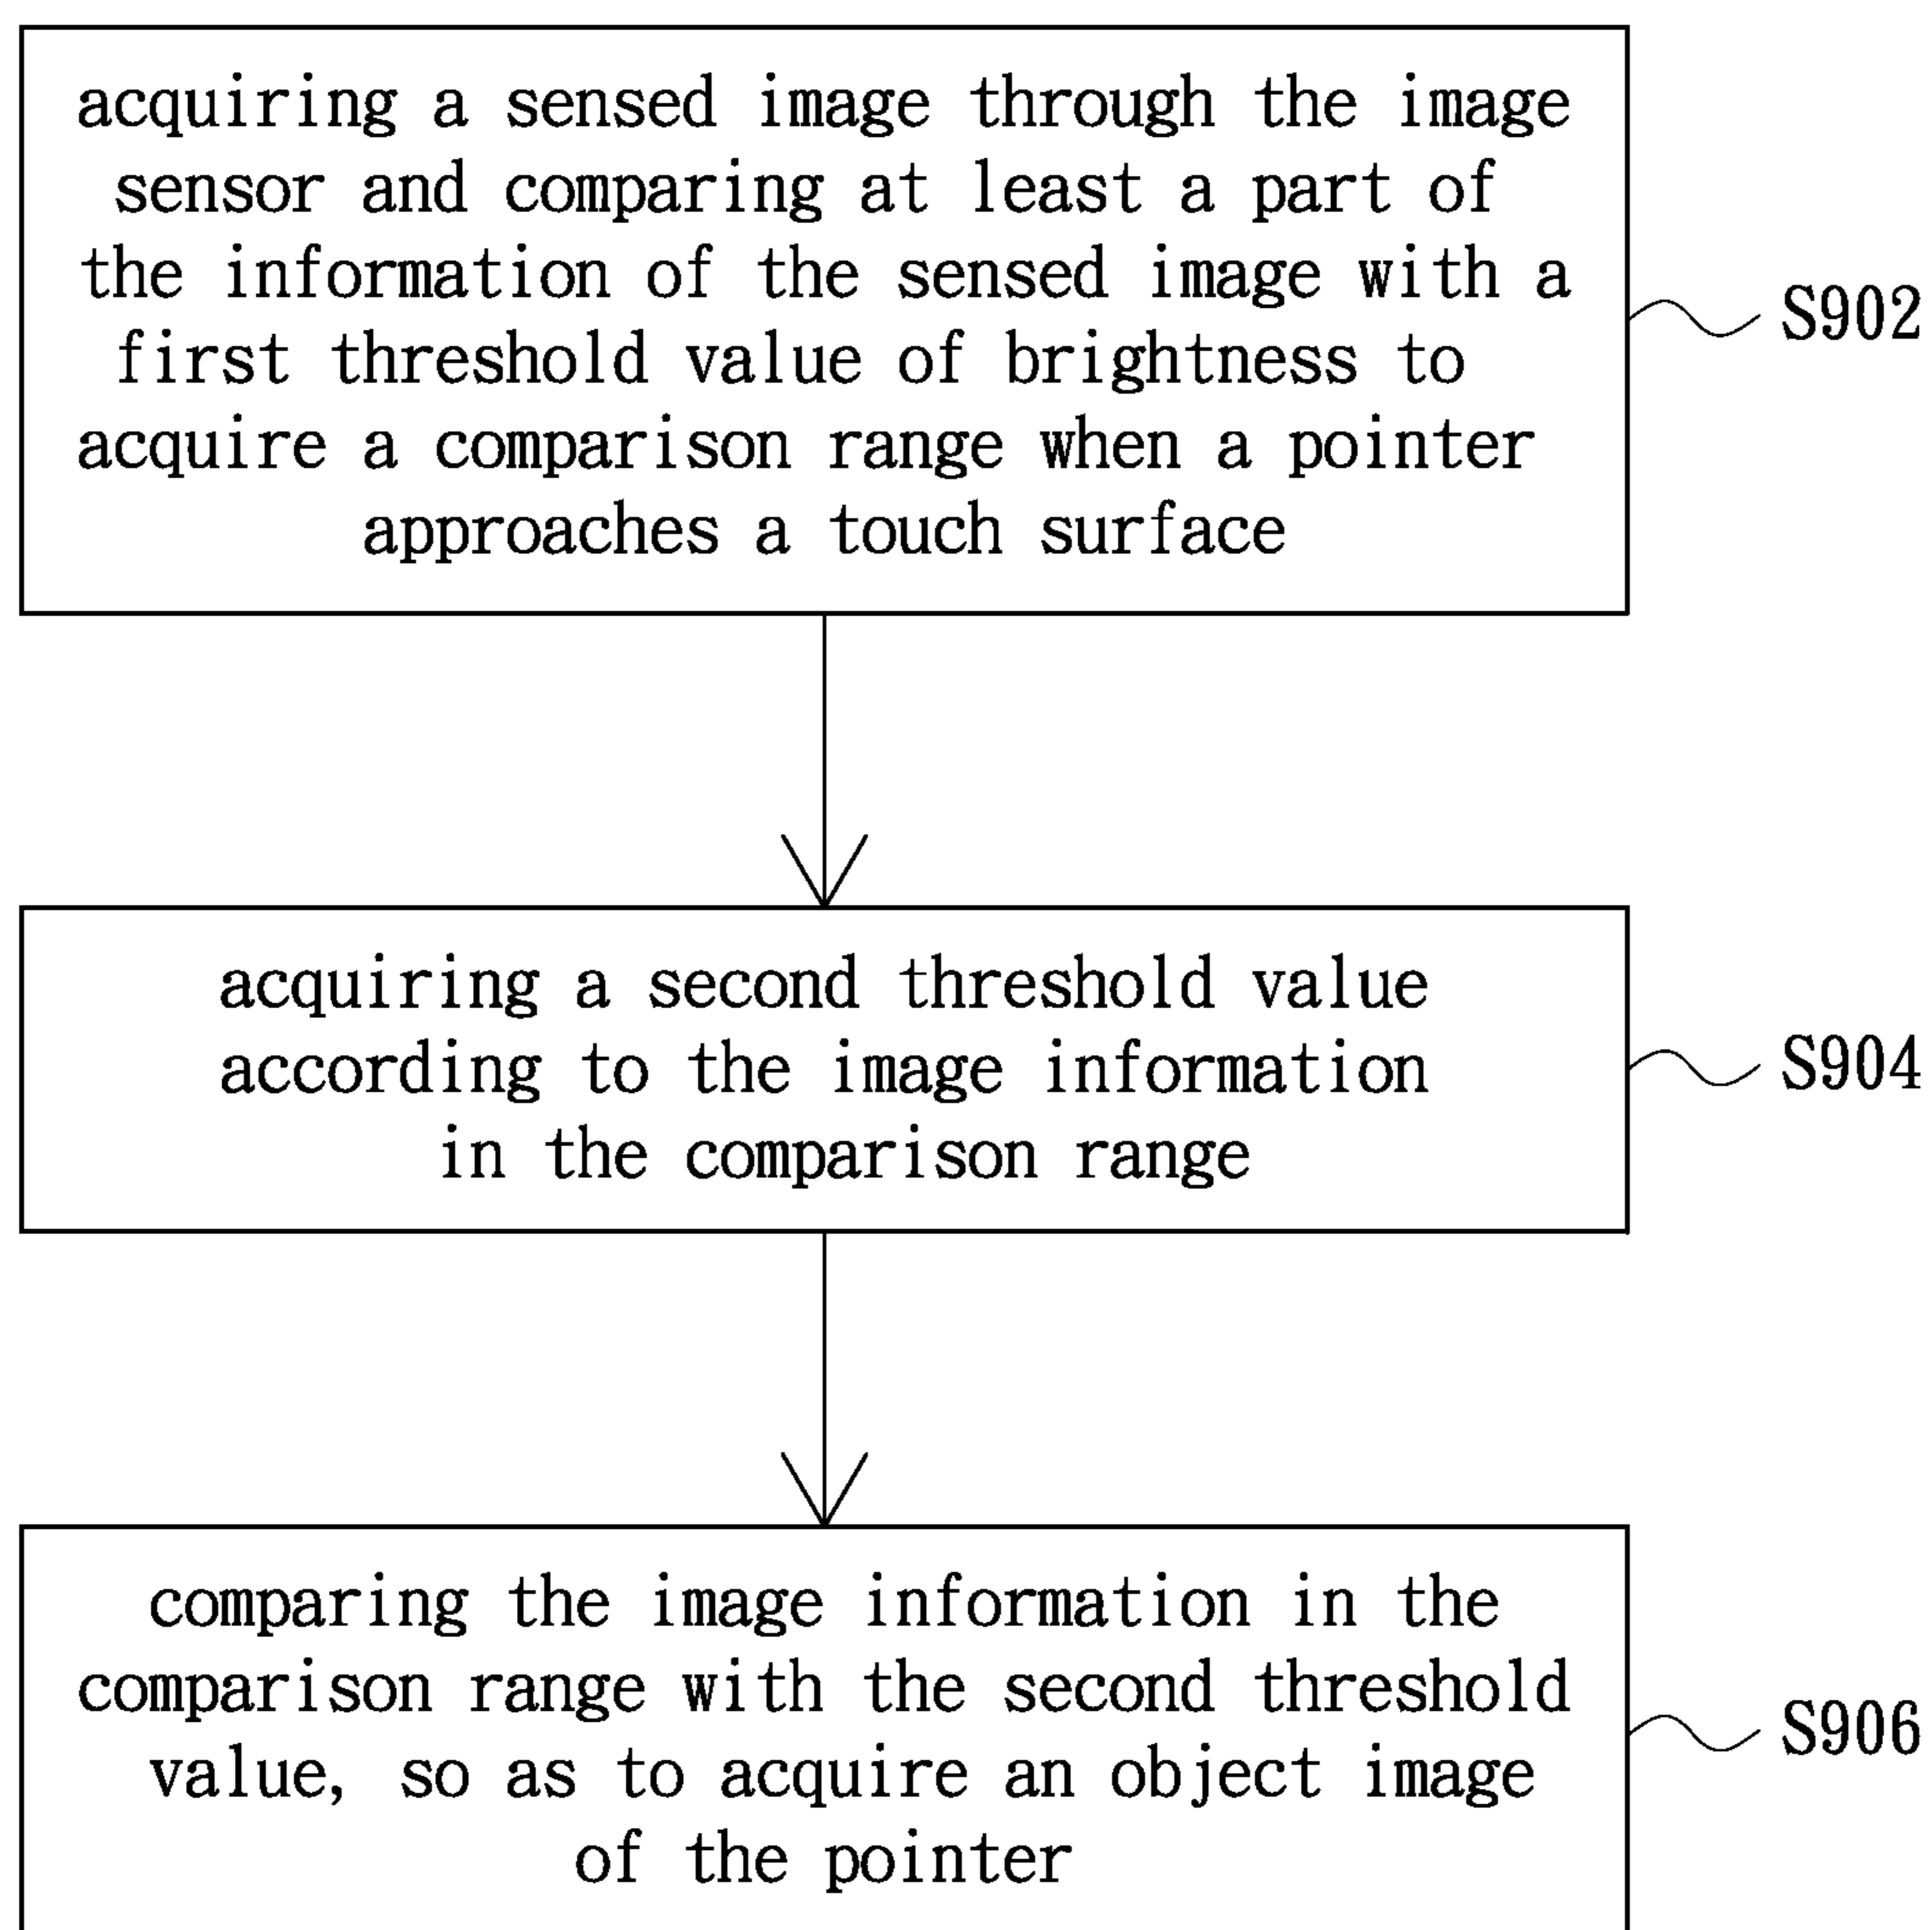 acquiring a sensed image through the image
sensor and comparing at least a part of
the information of the sensed image with a
first threshold value of brightness to
acquire a comparison range when a pointer
approaches a touch surface
S902
acquiring a second threshold value
according to the image information
in the comparison range
S904
comparing the image information in the
comparison range with the second threshold
value, so as to acquire an object image
of the pointer
S906